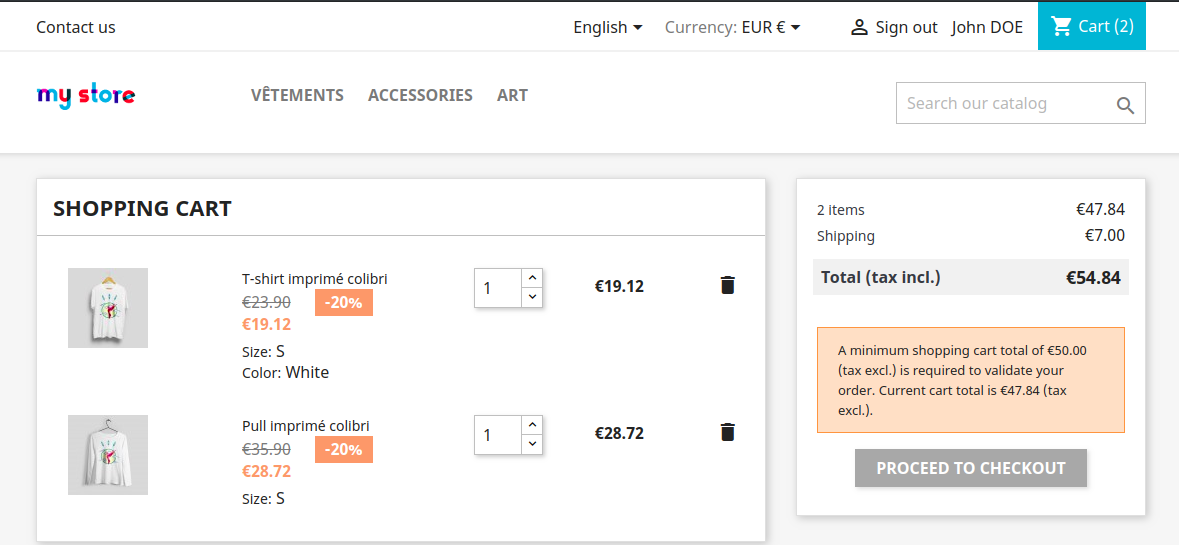 Contact us
English
Currency: EUR €
Sign out
John DOE
Cart (2)
my store
VÊTEMENTS
ACCESSORIES
ART
Search our catalog
SHOPPING CART
T-shirt imprimé colibri
€23.90 -20%
€19.12
Size: S
Color: White
1
€19.12
Pull imprimé colibri
€35.90 -20%
€28.72
Size: S
1
€28.72
2 items €47.84
Shipping €7.00
Total (tax incl.) €54.84
A minimum shopping cart total of €50.00
(tax excl.) is required to validate your
order. Current cart total is €47.84 (tax
excl.).
PROCEED TO CHECKOUT